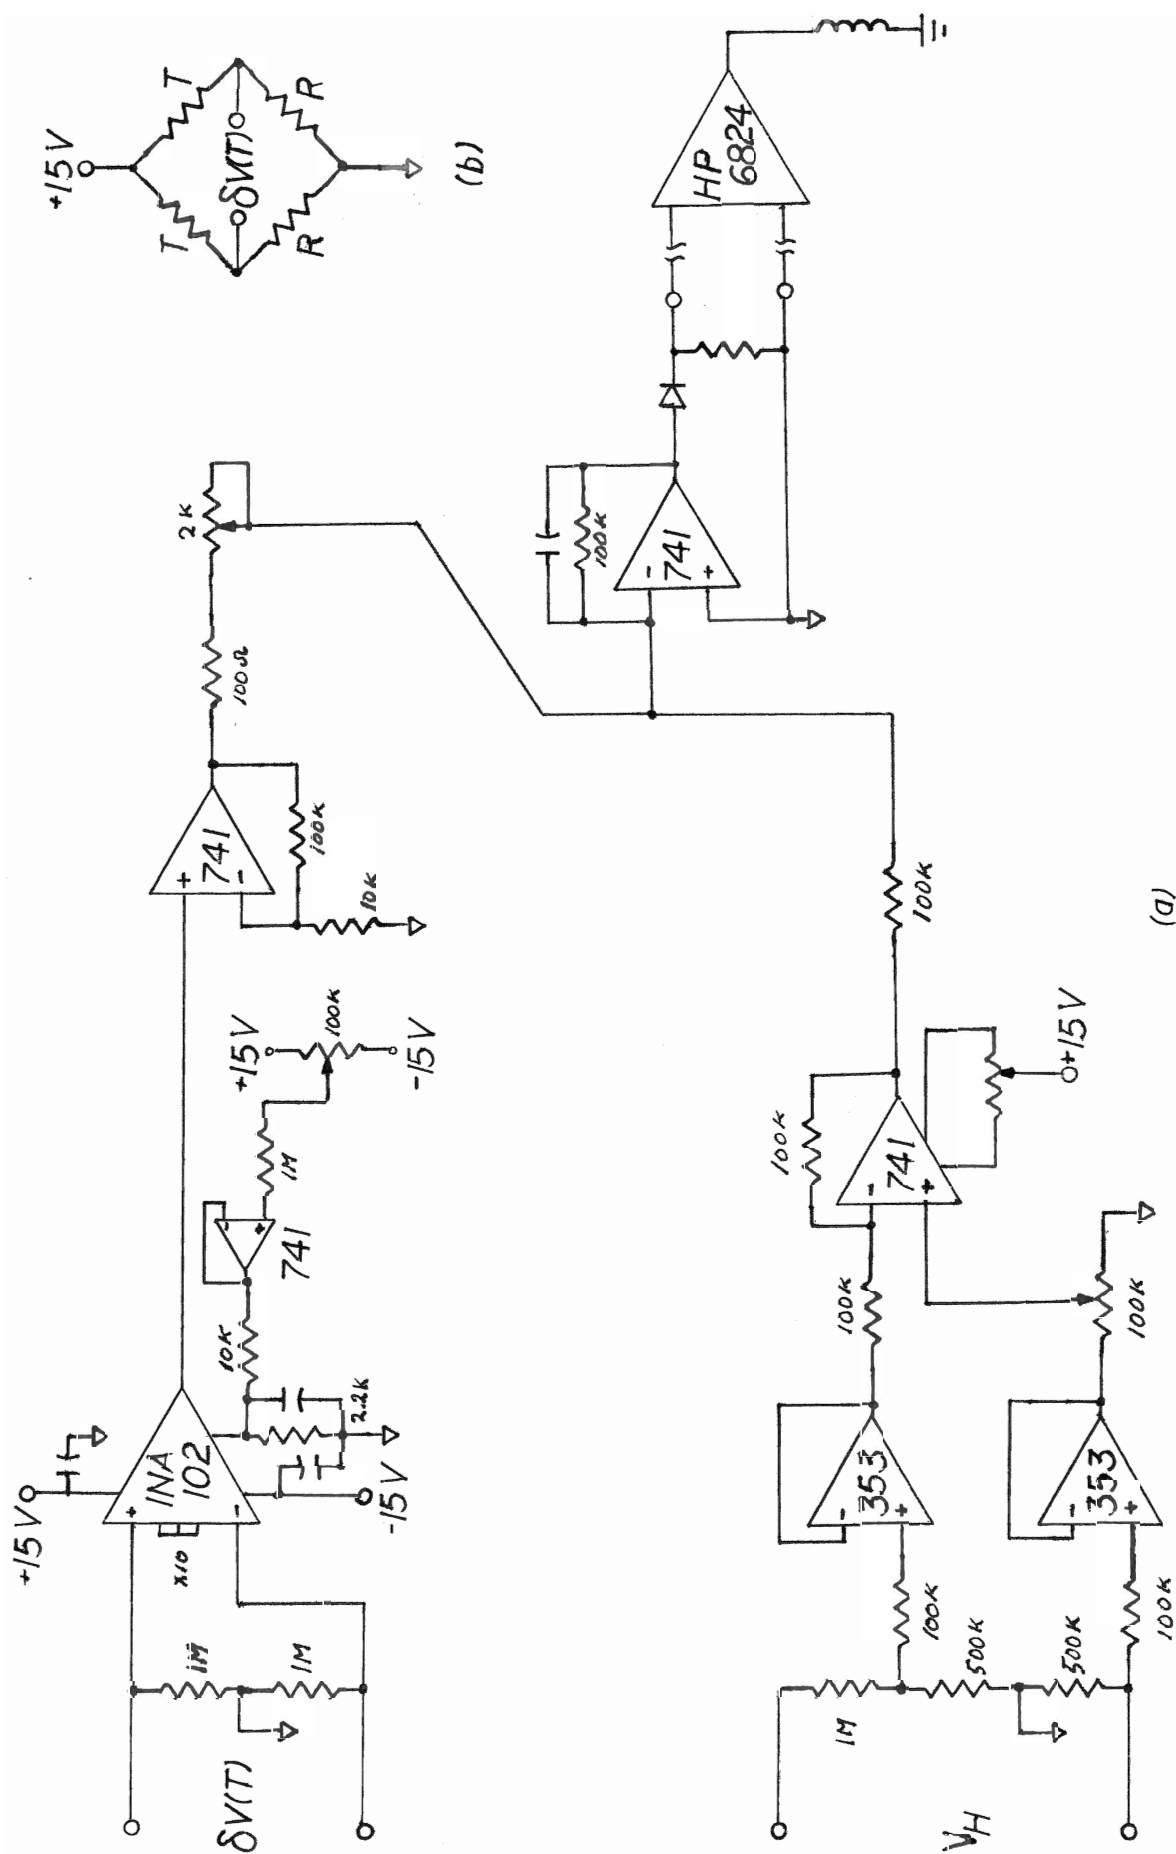 +15V
T
T
δV(T)
R
R
(b)
HP
6824
2K
100Ω
741
+
-
100K
10K
100K
741
-
+
+15V
100K
-15V
1M
741
-
+
10K
2.2K
+15V
INA
102
+
-
x10
-15V
1M
1M
δV(T)
100K
100K
741
-
+
+15V
100K
100K
353
-
+
353
-
+
100K
100K
1M
500K
500K
V_H
(a)